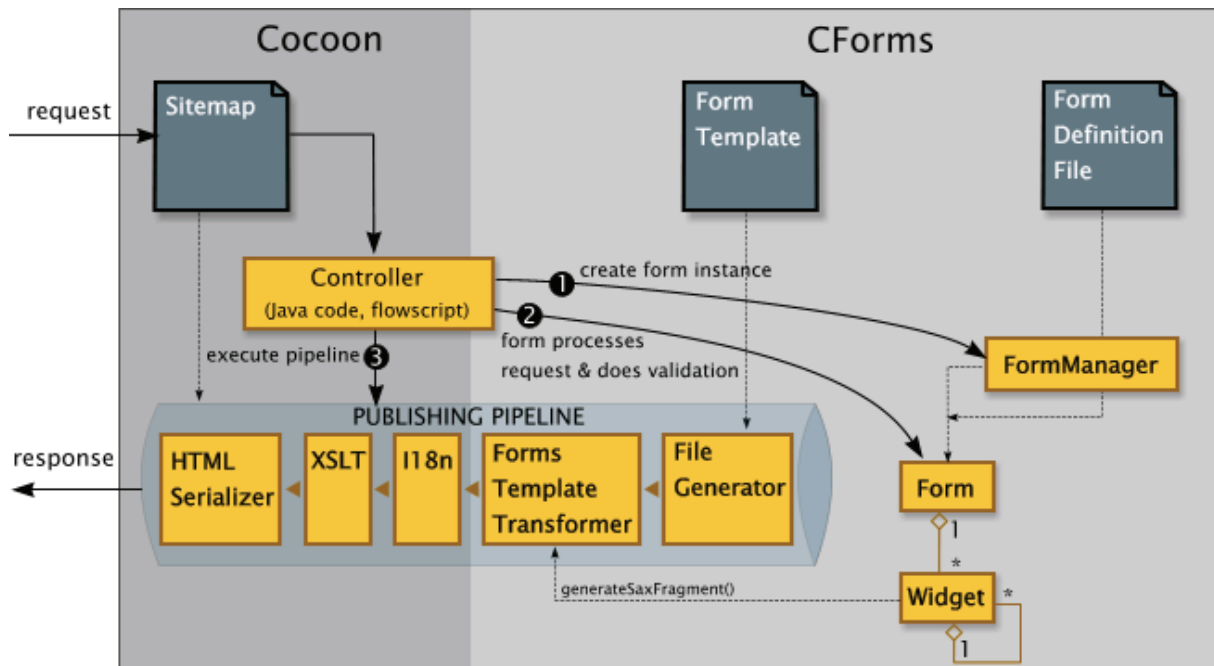 Cocoon
CForms
request
Sitemap
Form
Template
Form
Definition
File
Controller
(Java code, flowscript)
1
create form instance
2
form processes
request & does validation
execute pipeline
3
FormManager
PUBLISHING PIPELINE
response
HTML
Serializer
XSLT
I18n
Forms
Template
Transformer
File
Generator
Form
1
*
generateSaxFragment()
Widget
*
1